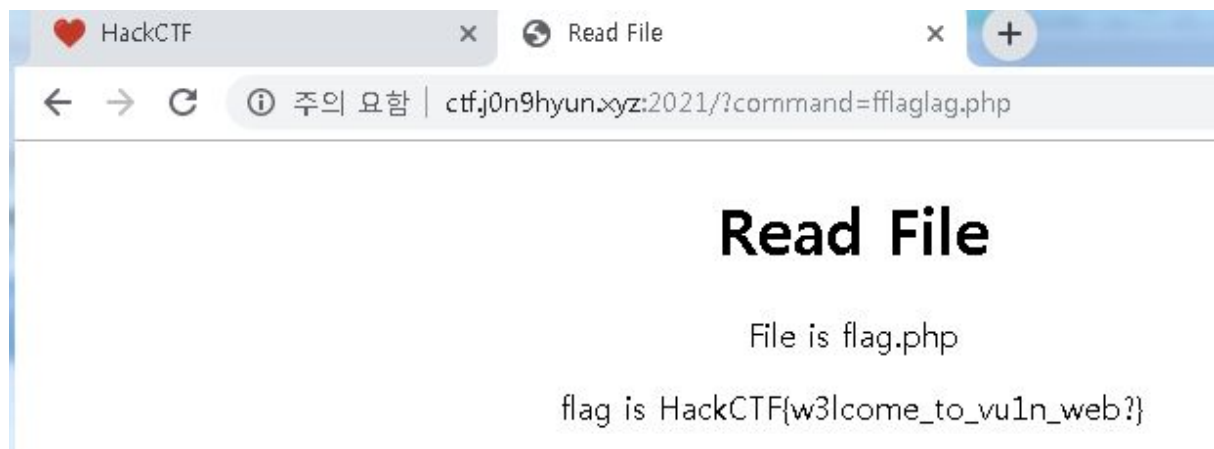 HackCTF
Read File
주의 요함 ctf.j0n9hyun.xyz:2021/?command=fflaglag.php
Read File
File is flag.php
flag is HackCTF{w3lcome_to_vu1n_web?}